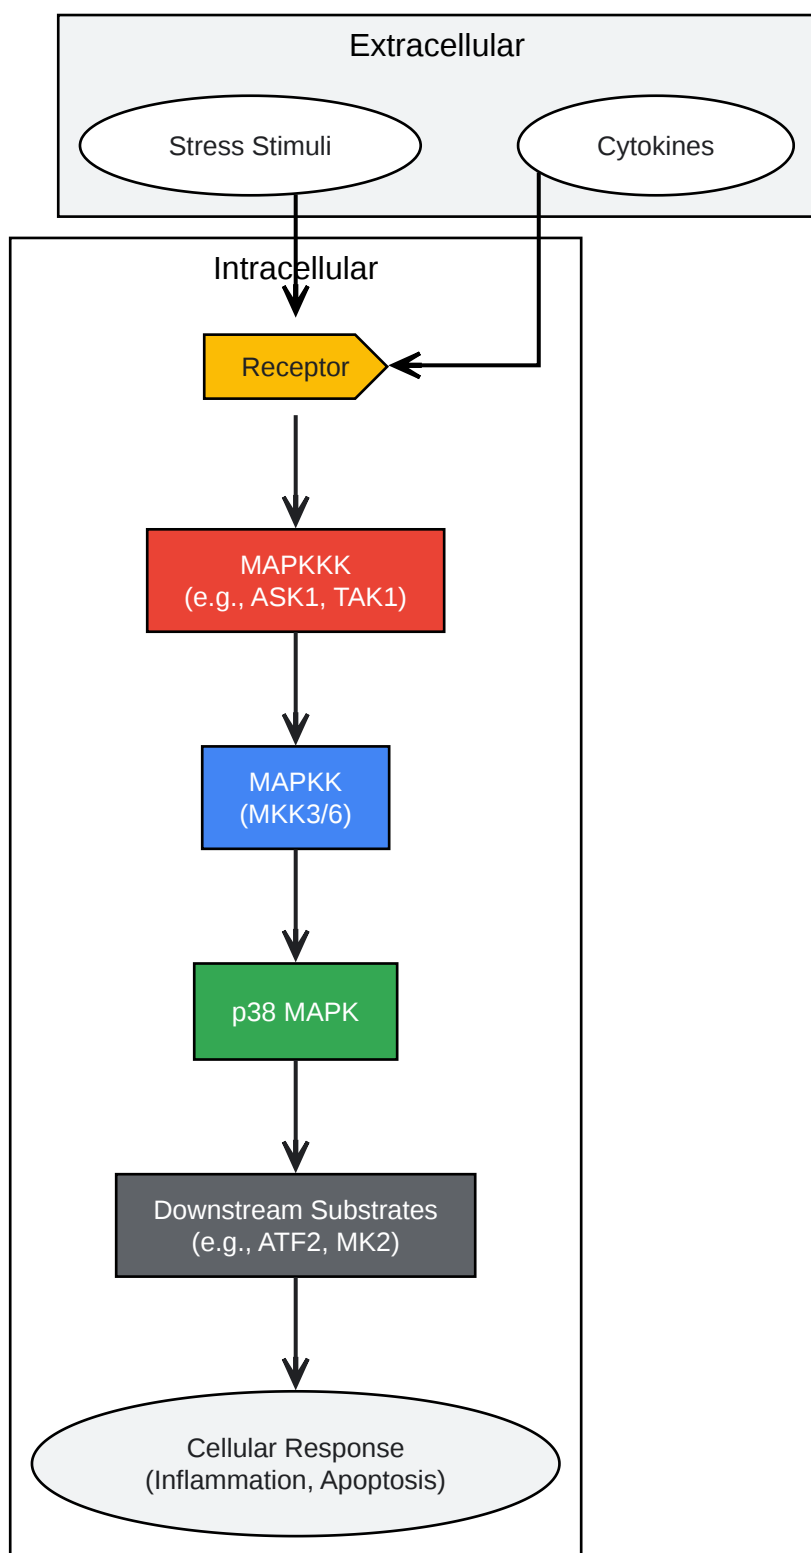 Extracellular
Stress Stimuli
Cytokines
Intracellular
Receptor
MAPKKK
(e.g., ASK1, TAK1)
MAPKK
(MKK3/6)
p38 MAPK
Downstream Substrates
(e.g., ATF2, MK2)
Cellular Response
(Inflammation, Apoptosis)